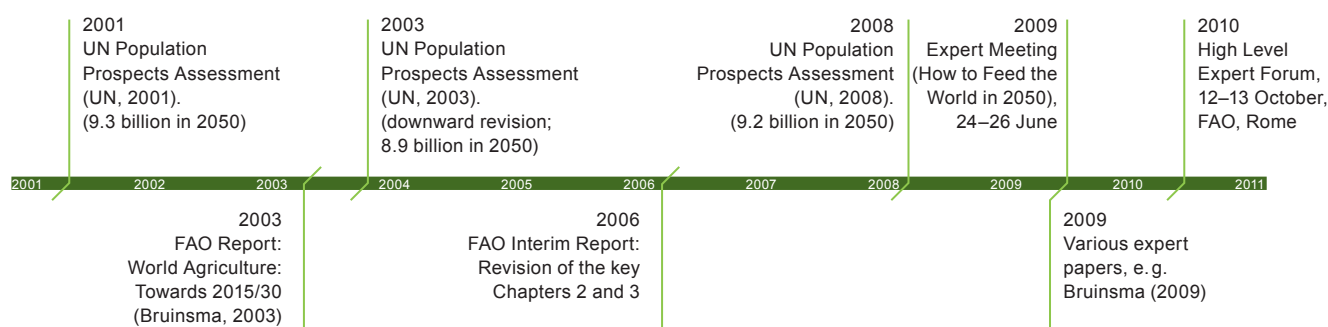 2001
UN Population
Prospects Assessment
(UN, 2001).
(9.3 billion in 2050)
2003
UN Population
Prospects Assessment
(UN, 2003).
(downward revision;
8.9 billion in 2050)
2008
UN Population
Prospects Assessment
(UN, 2008).
(9.2 billion in 2050)
2009
Expert Meeting
(How to Feed the
World in 2050),
24–26 June
2010
High Level
Expert Forum,
12–13 October,
FAO, Rome
2001 2002 2003 2004 2005 2006 2007 2008 2009 2010 2011
2003
FAO Report:
World Agriculture:
Towards 2015/30
(Bruinsma, 2003)
2006
FAO Interim Report:
Revision of the key
Chapters 2 and 3
2009
Various expert
papers, e. g.
Bruinsma (2009)